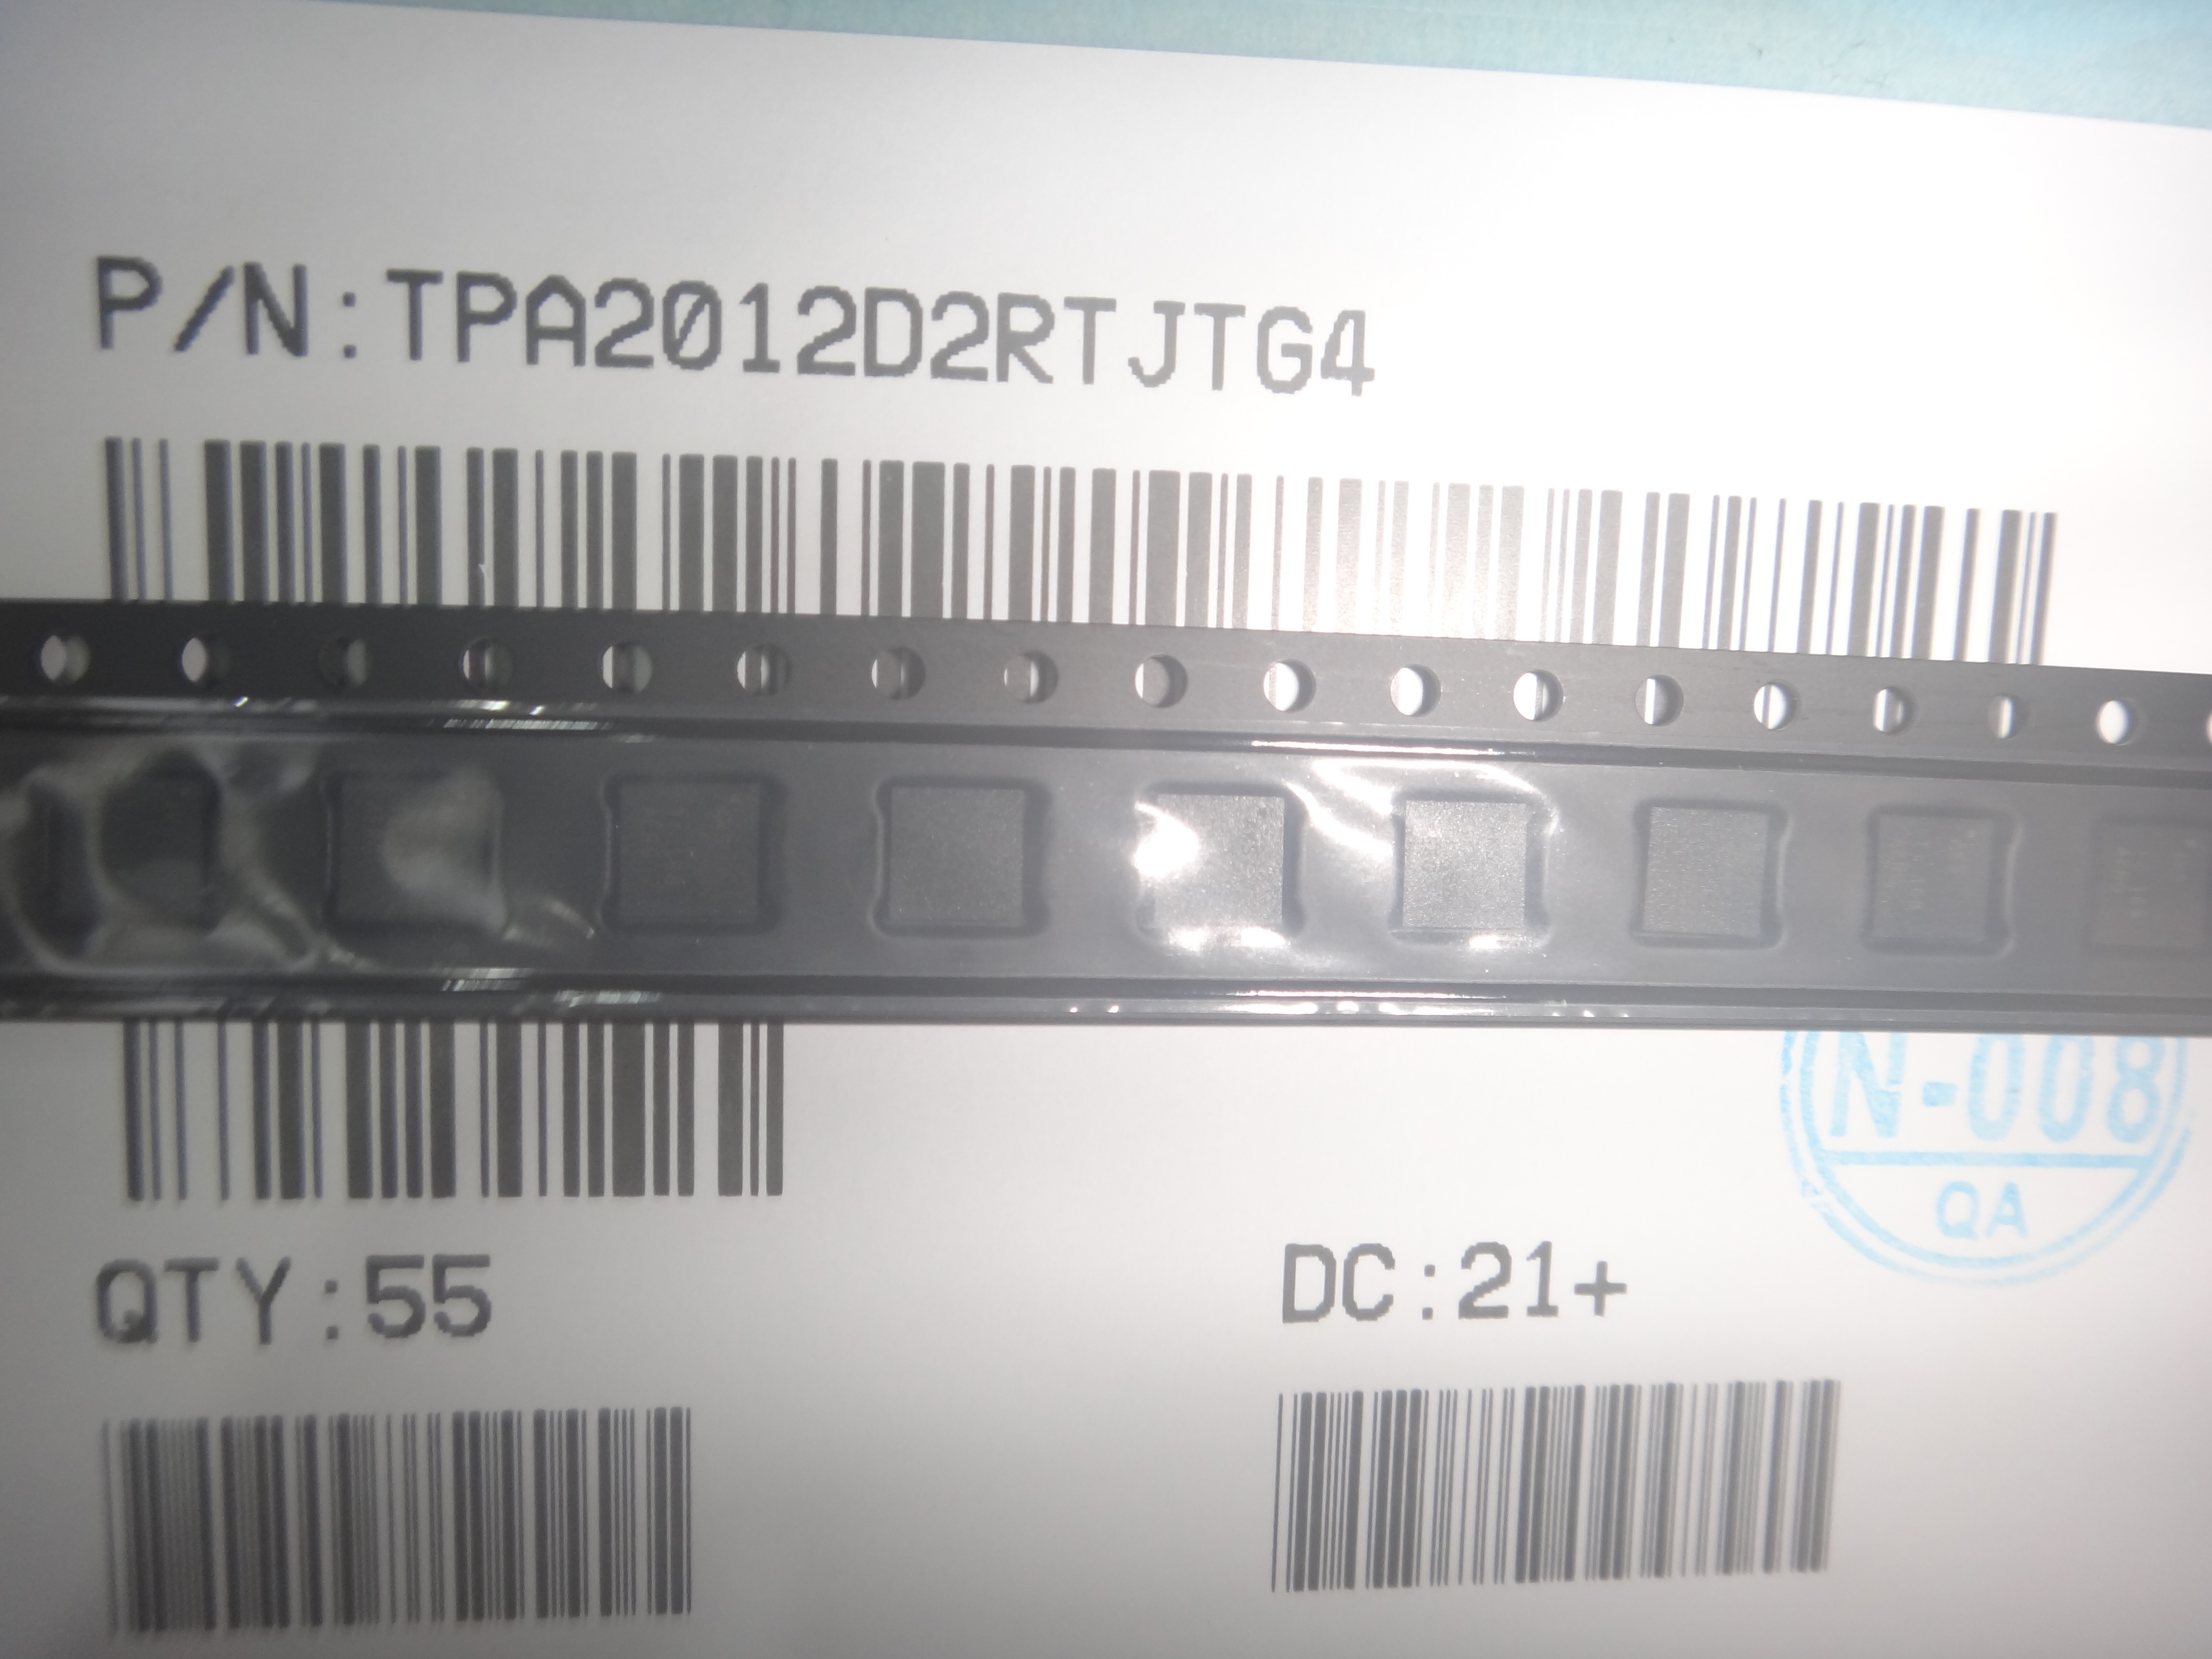 P/N:TPA2012D2RTJTG4
N-008
QA
QTY:55
DC:21+